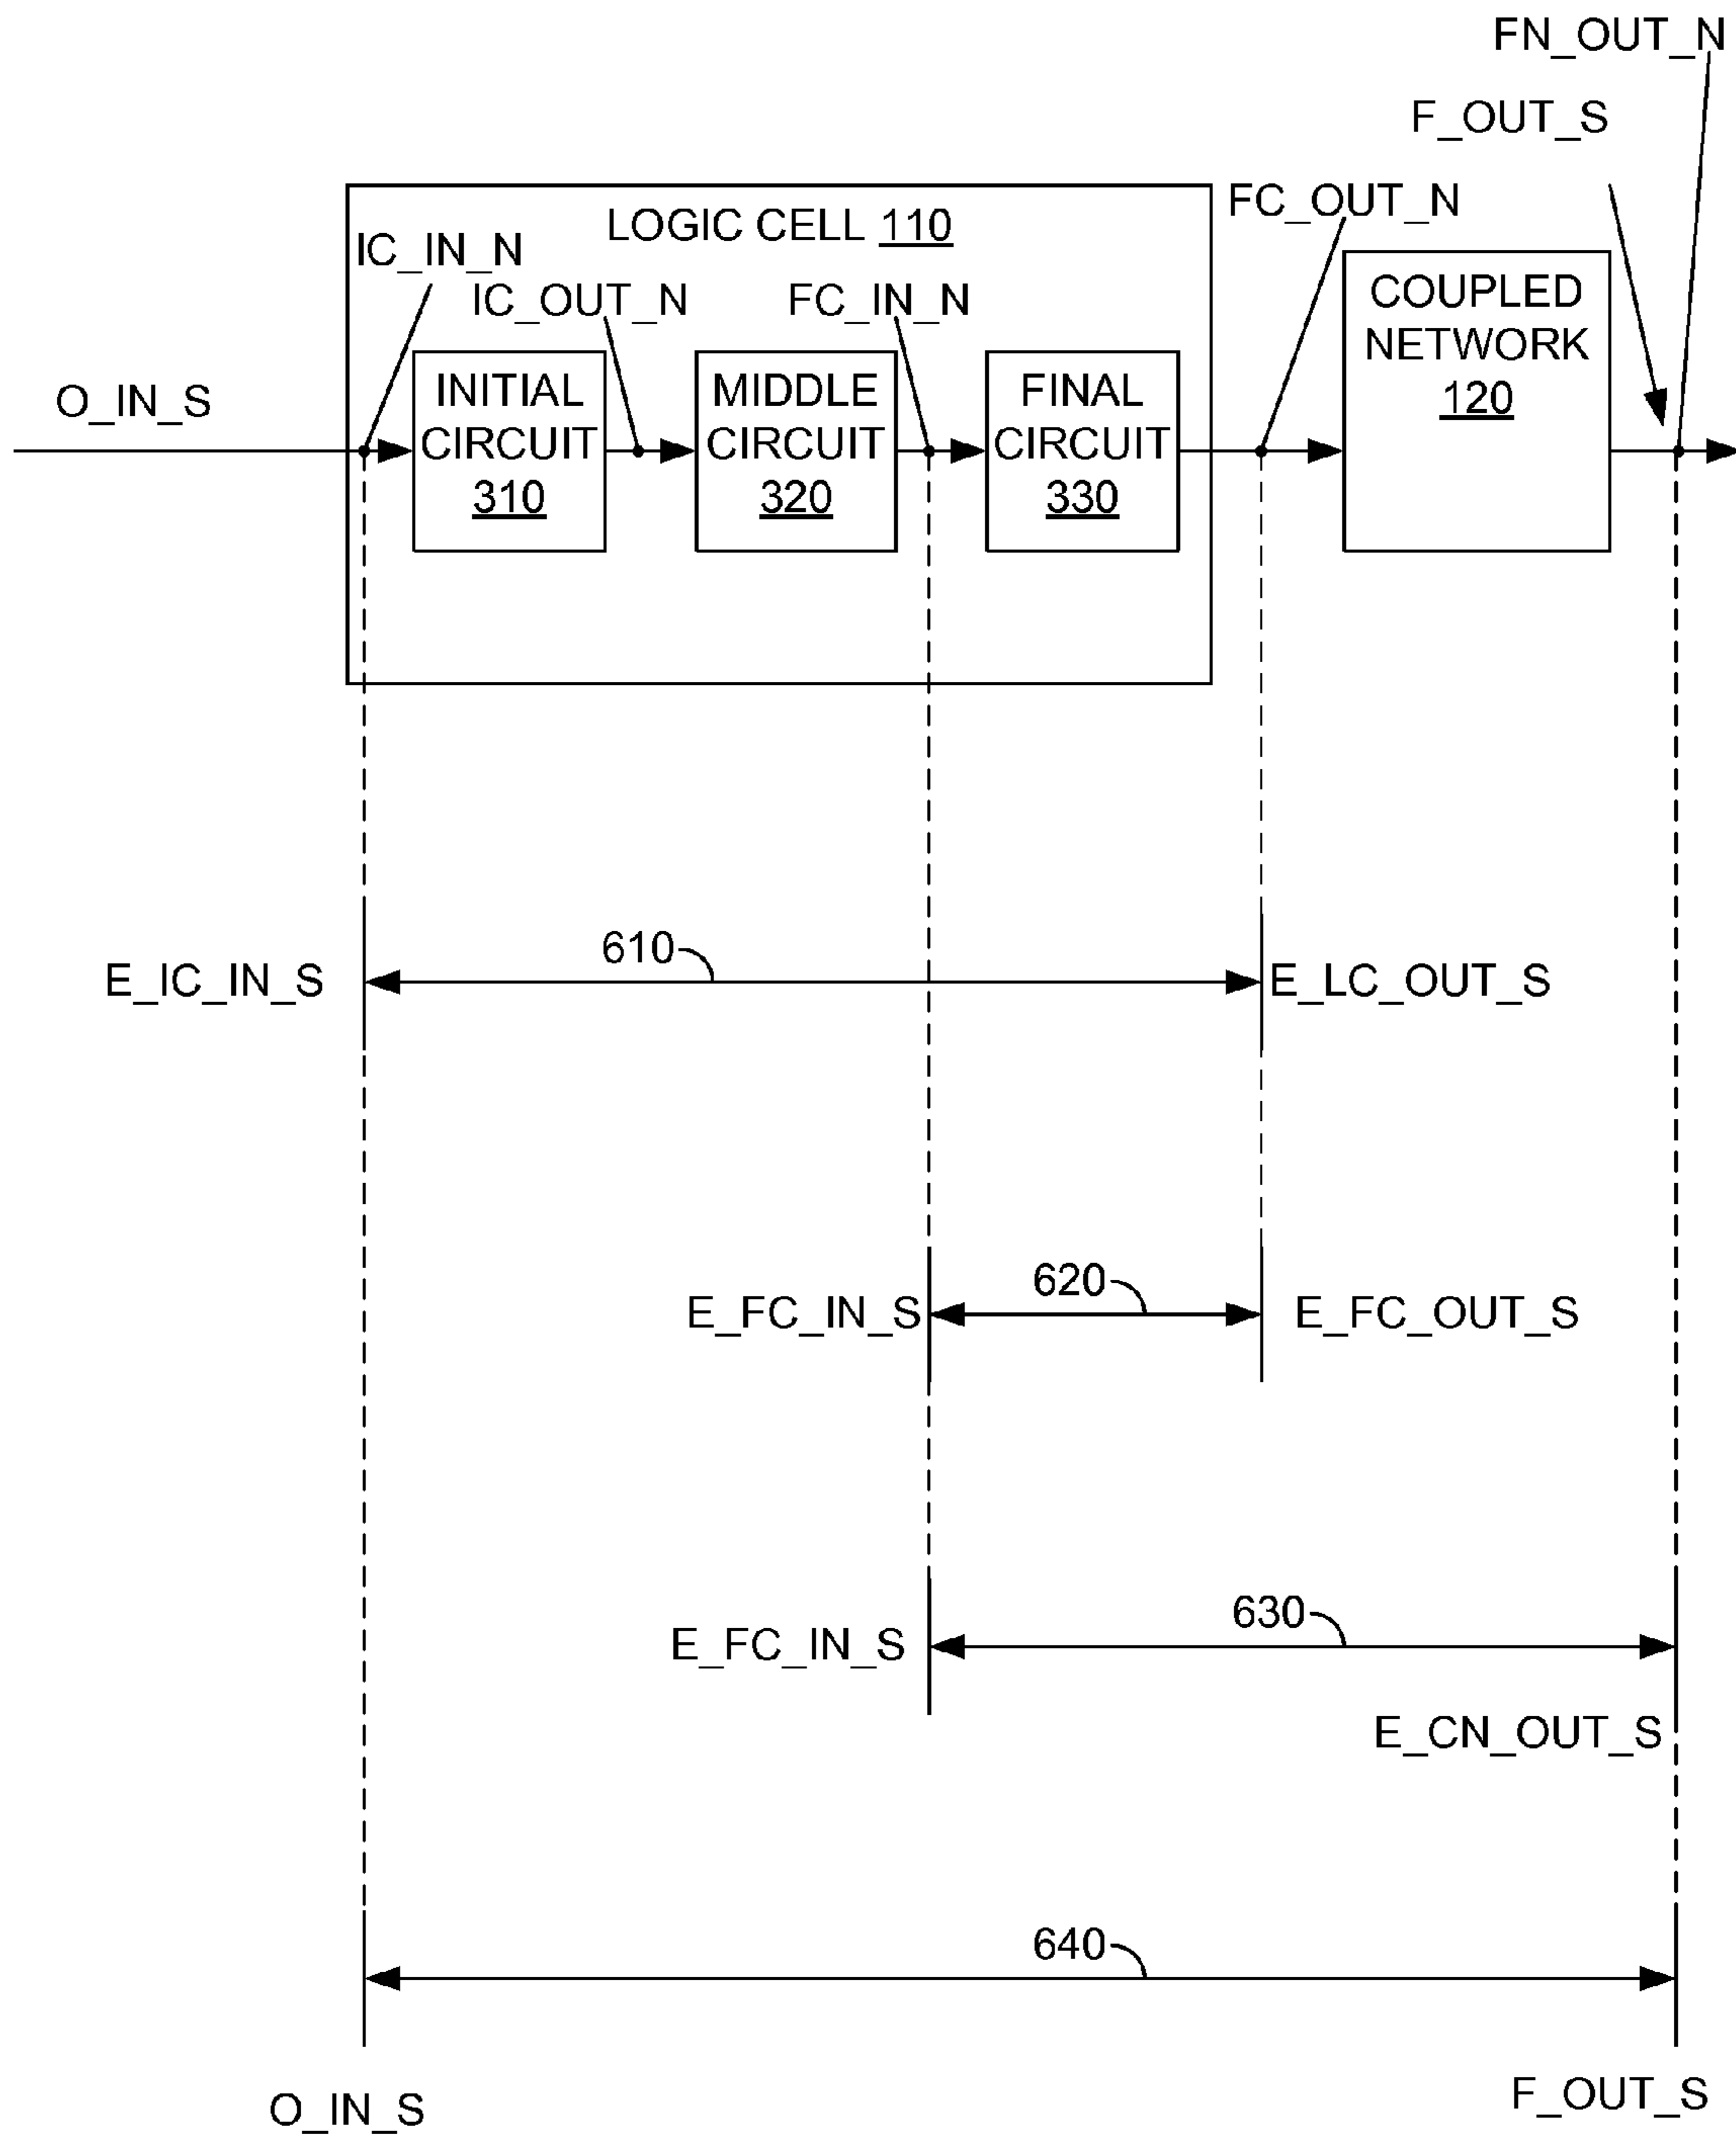 FN_OUT_N
F_OUT_S
FC_OUT_N
LOGIC CELL 110
IC_IN_N
IC_OUT_N
FC_IN_N
O_IN_S
INITIAL
CIRCUIT
310
MIDDLE
CIRCUIT
320
FINAL
CIRCUIT
330
COUPLED
NETWORK
120
610
E_IC_IN_S
E_LC_OUT_S
620
E_FC_IN_S
E_FC_OUT_S
630
E_FC_IN_S
E_CN_OUT_S
640
O_IN_S
F_OUT_S